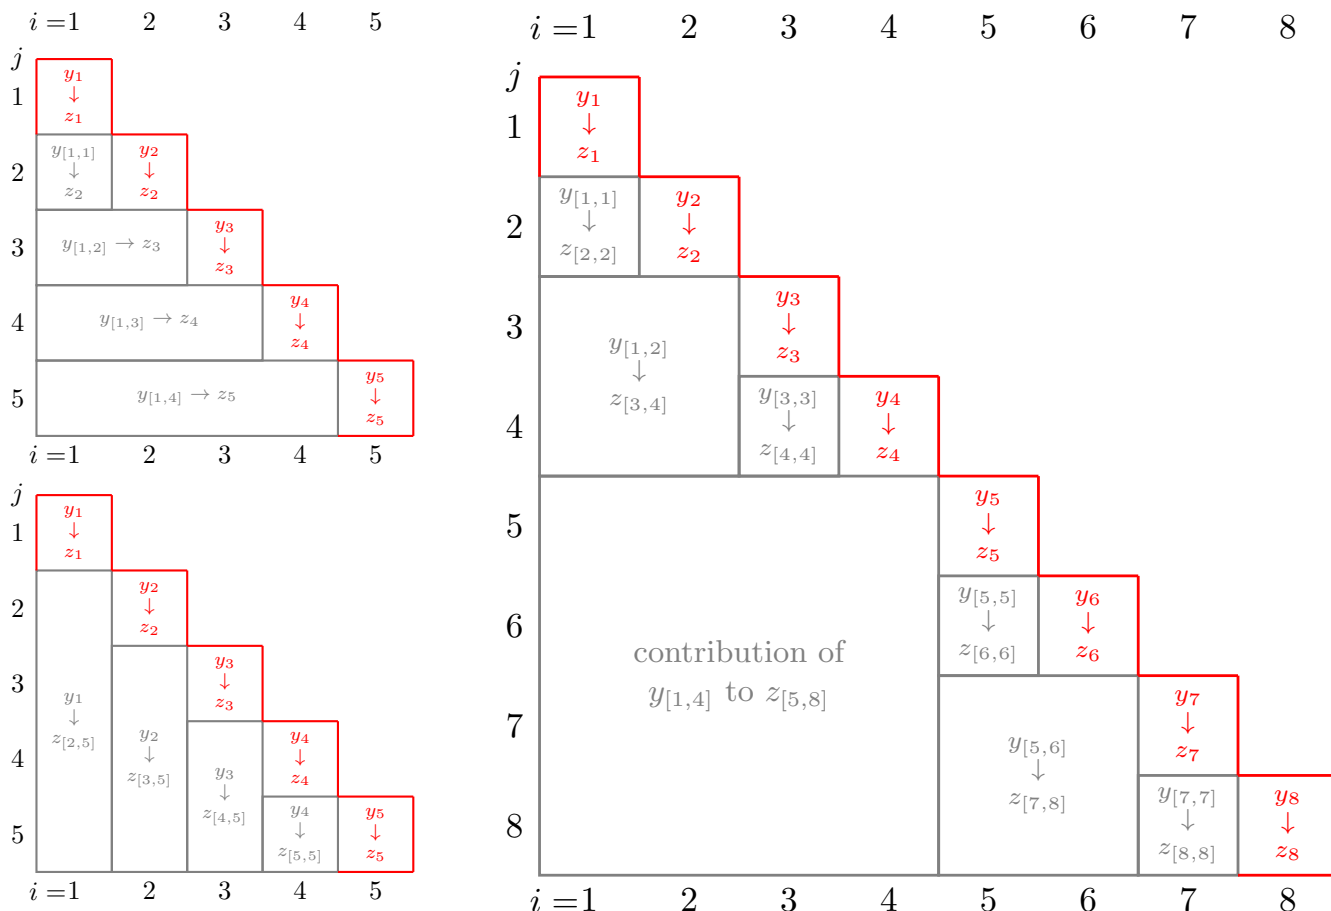 i =1 2 3 4 5
j
1
y₁
↓
z₁
2
y[1,1]
↓
z₂
y₂
↓
z₂
3
y[1,2] → z₃
y₃
↓
z₃
4
y[1,3] → z₄
y₄
↓
z₄
5
y[1,4] → z₅
y₅
↓
z₅
i =1 2 3 4 5
j
1
y₁
↓
z₁
2
y₂
↓
z₂
3
y₃
↓
z₃
y₁
↓
z[2,5]
4
y₂
↓
z[3,5]
y₃
↓
z[4,5]
y₄
↓
z₄
5
y₄
↓
z[5,5]
y₅
↓
z₅
i =1 2 3 4 5
i =1 2 3 4 5 6 7 8
j
1
y₁
↓
z₁
2
y[1,1]
↓
z[2,2]
y₂
↓
z₂
3
y[1,2]
↓
z[3,4]
y₃
↓
z₃
4
y[3,3]
↓
z[4,4]
y₄
↓
z₄
5
y₅
↓
z₅
6
contribution of
y[1,4] to z[5,8]
y[5,5]
↓
z[6,6]
y₆
↓
z₆
7
y[5,6]
↓
z[7,8]
y₇
↓
z₇
8
y[7,7]
↓
z[8,8]
y₈
↓
z₈
i =1 2 3 4 5 6 7 8